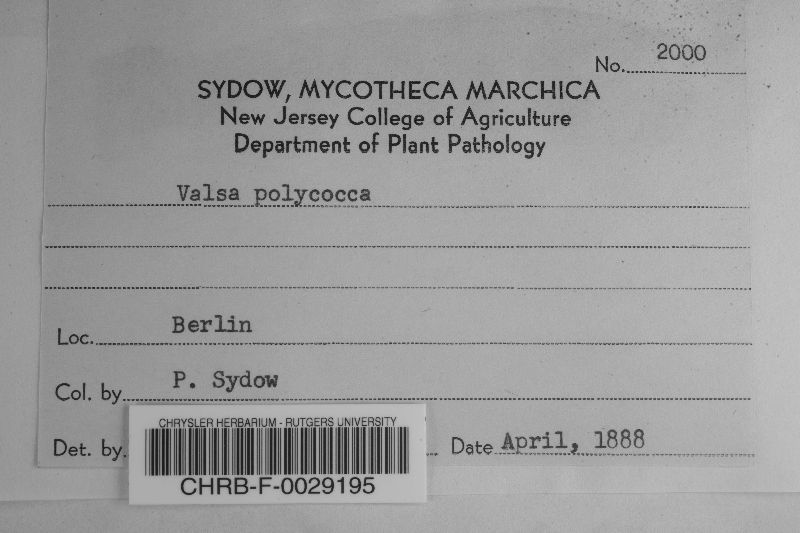 No. 2000
SYDOW, MYCOTHECA MARCHICA
New Jersey College of Agriculture
Department of Plant Pathology
Valsa polycocca
Loc. Berlin
Col. by P. Sydow
Det. by
Date April, 1888
CHRYSLER HERBARIUM - RUTGERS UNIVERSITY
CHRB-F-0029195